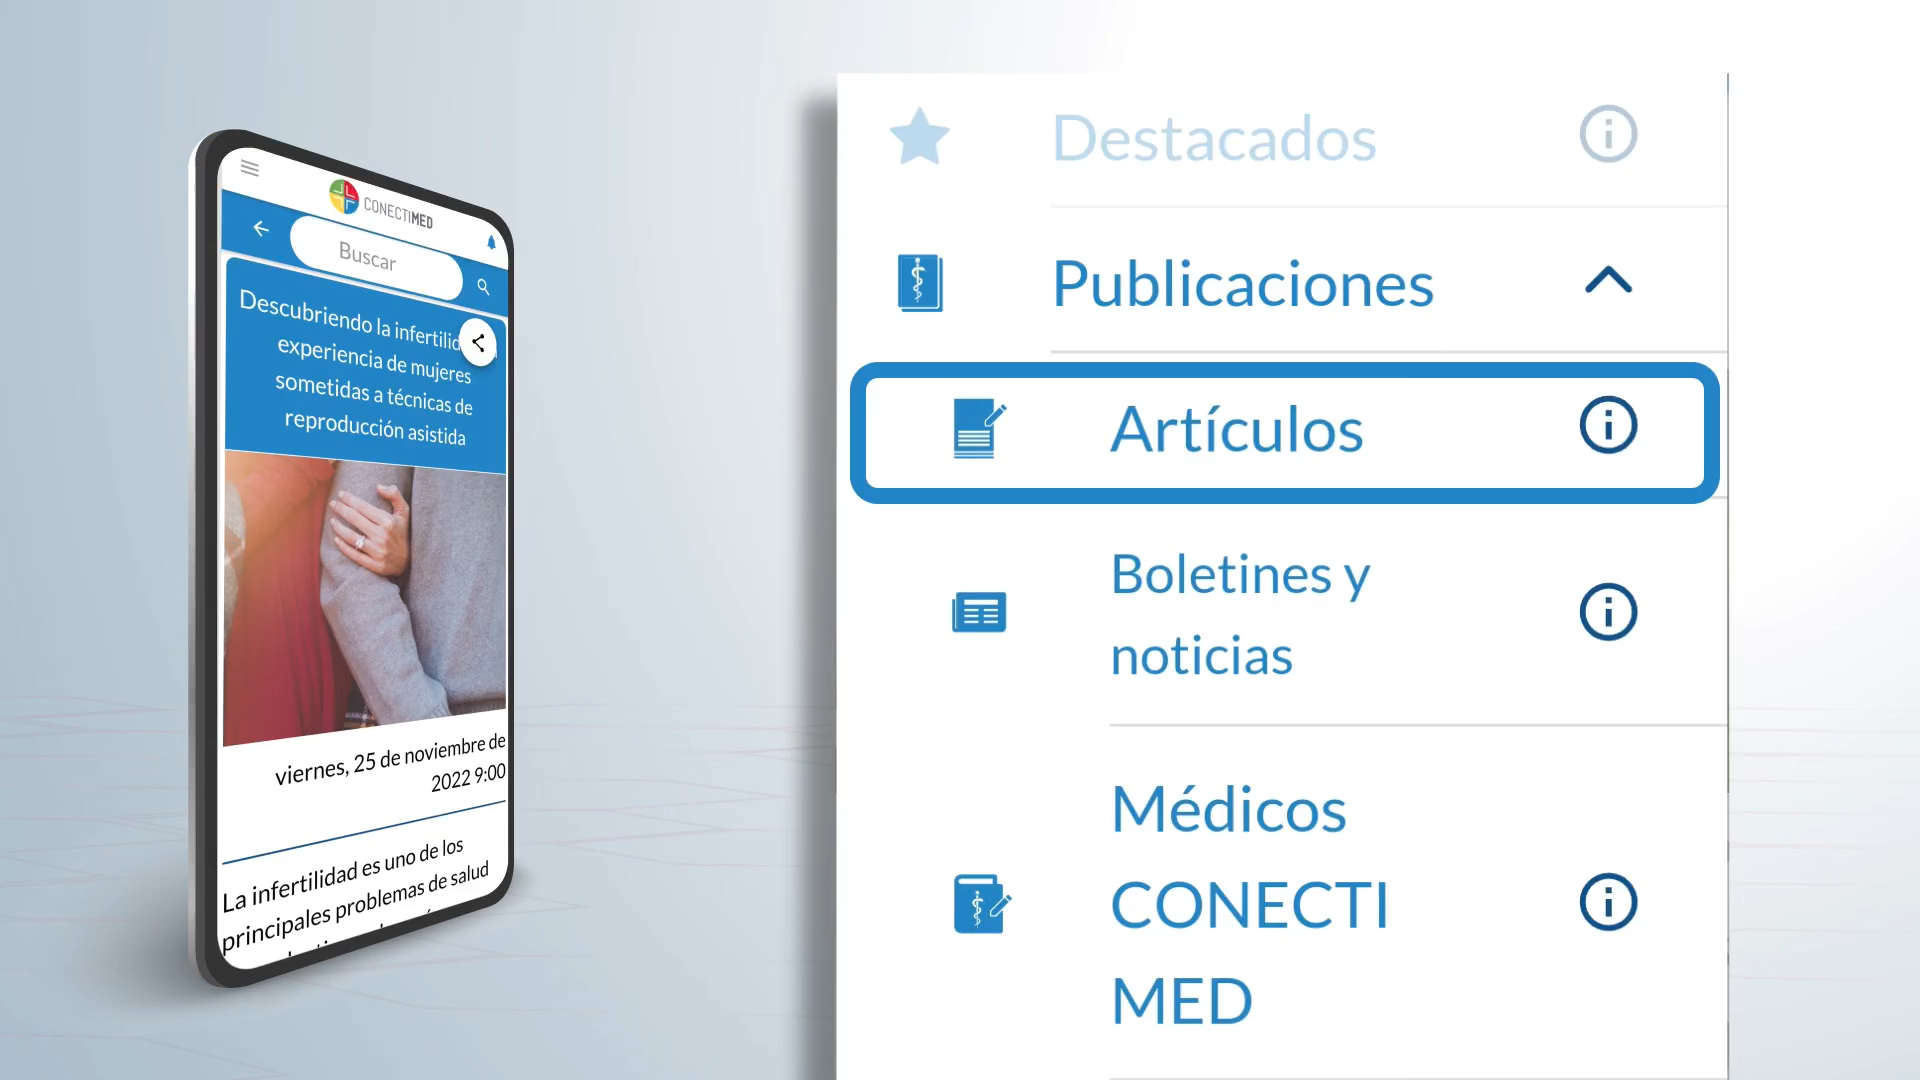 CONECTIMED
Buscar
Descubriendo la
experiencia de mujeres
sometidas a técnicas de
reproducción asistida
viernes, 25 de noviembre de
2022 9:00
La infertilidad es uno de los
principales problemas de salud
Destacados
Publicaciones
Artículos
Boletines y
noticias
Médicos
CONECTI
MED